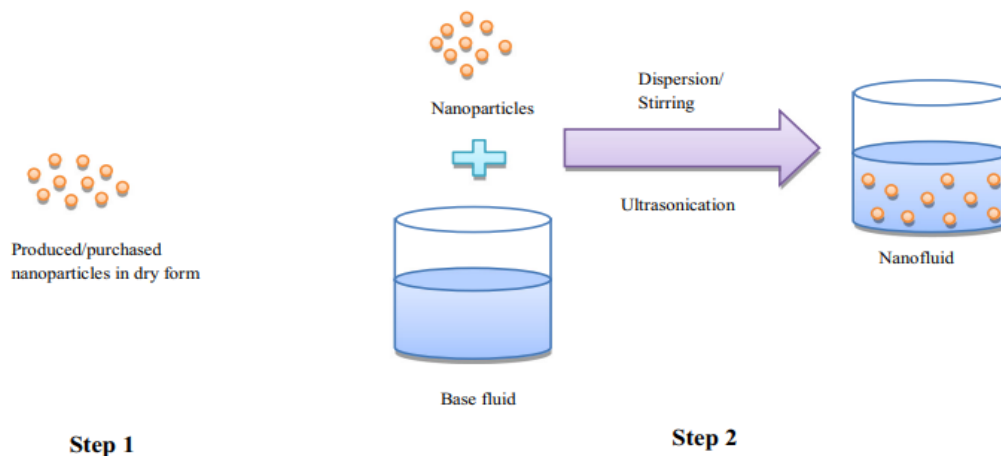 Produced/purchased
nanoparticles in dry form
Step 1
Nanoparticles
Base fluid
Dispersion/
Stirring
Ultrasonication
Nanofluid
Step 2